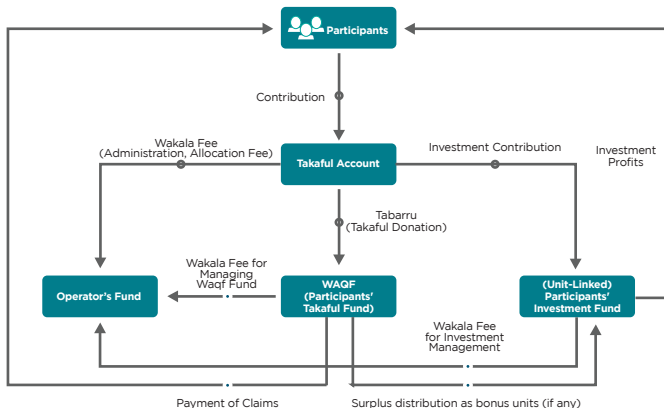 Participants
Contribution
Wakala Fee
(Administration, Allocation Fee)
Takaful Account
Investment Contribution
Investment
Profits
Tabarru
(Takaful Donation)
Wakala Fee for
Managing
Waqf Fund
Operator's Fund
WAQF
(Participants'
Takaful Fund)
(Unit-Linked)
Participants'
Investment Fund
Wakala Fee
for Investment
Management
Payment of Claims
Surplus distribution as bonus units (if any)